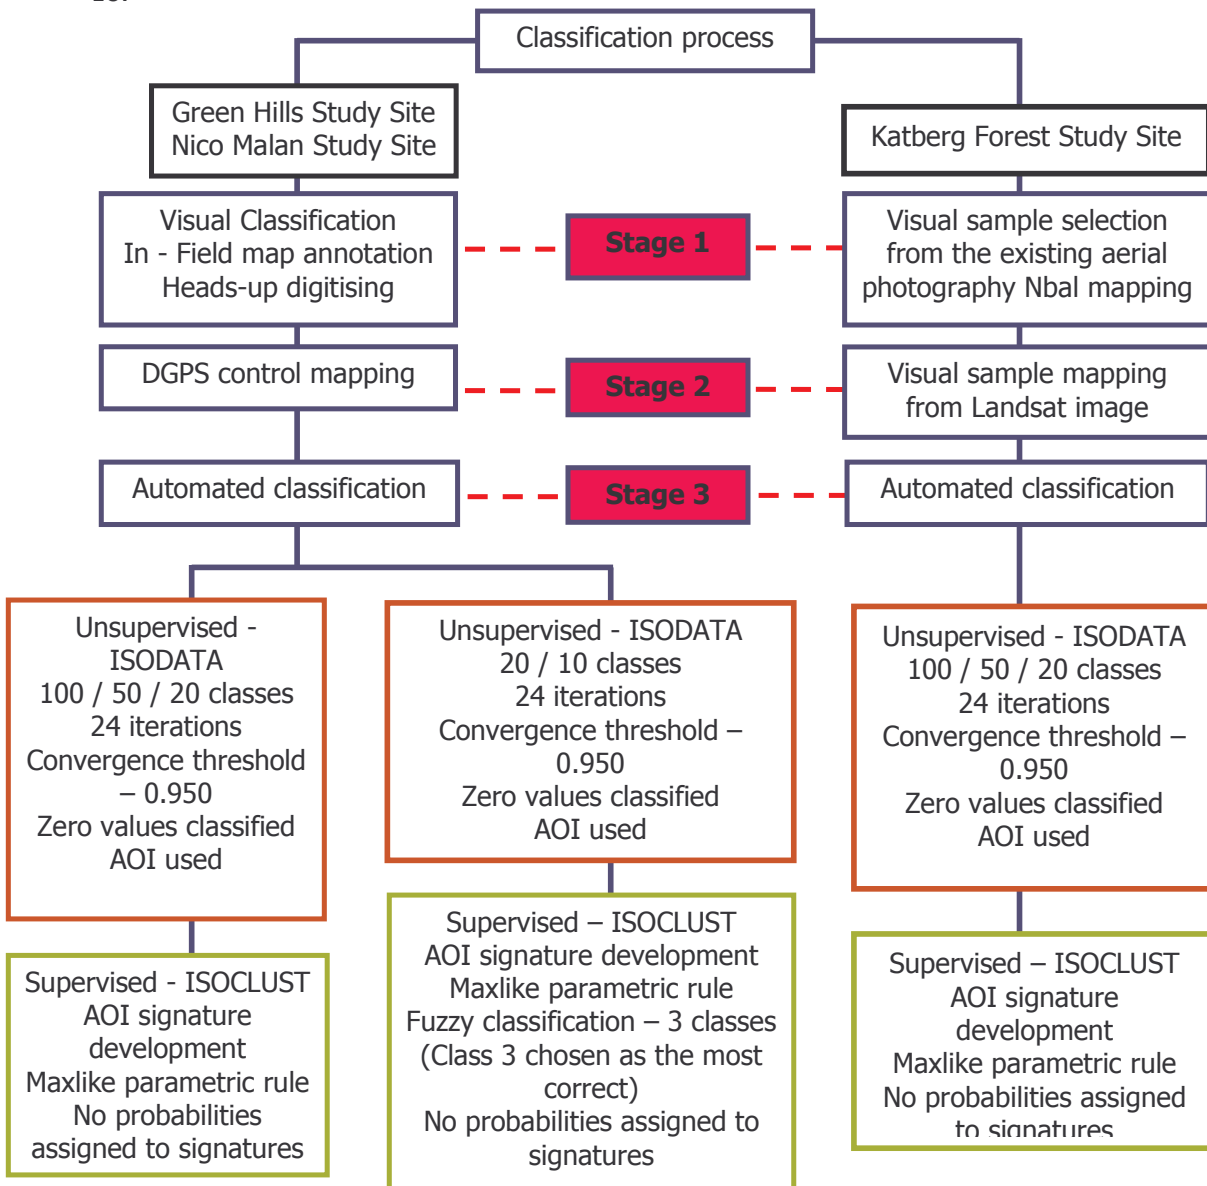 Classification process
Green Hills Study Site
Nico Malan Study Site
Katberg Forest Study Site
Visual Classification
In - Field map annotation
Heads-up digitising
Stage 1
Visual sample selection
from the existing aerial
photography Nbal mapping
DGPS control mapping
Stage 2
Visual sample mapping
from Landsat image
Automated classification
Stage 3
Automated classification
Unsupervised -
ISODATA
100 / 50 / 20 classes
24 iterations
Convergence threshold
– 0.950
Zero values classified
AOI used
Unsupervised - ISODATA
20 / 10 classes
24 iterations
Convergence threshold –
0.950
Zero values classified
AOI used
Unsupervised - ISODATA
100 / 50 / 20 classes
24 iterations
Convergence threshold –
0.950
Zero values classified
AOI used
Supervised - ISOCLUST
AOI signature
development
Maxlike parametric rule
No probabilities
assigned to signatures
Supervised – ISOCLUST
AOI signature development
Maxlike parametric rule
Fuzzy classification – 3 classes
(Class 3 chosen as the most
correct)
No probabilities assigned to
signatures
Supervised – ISOCLUST
AOI signature
development
Maxlike parametric rule
No probabilities assigned
to signatures